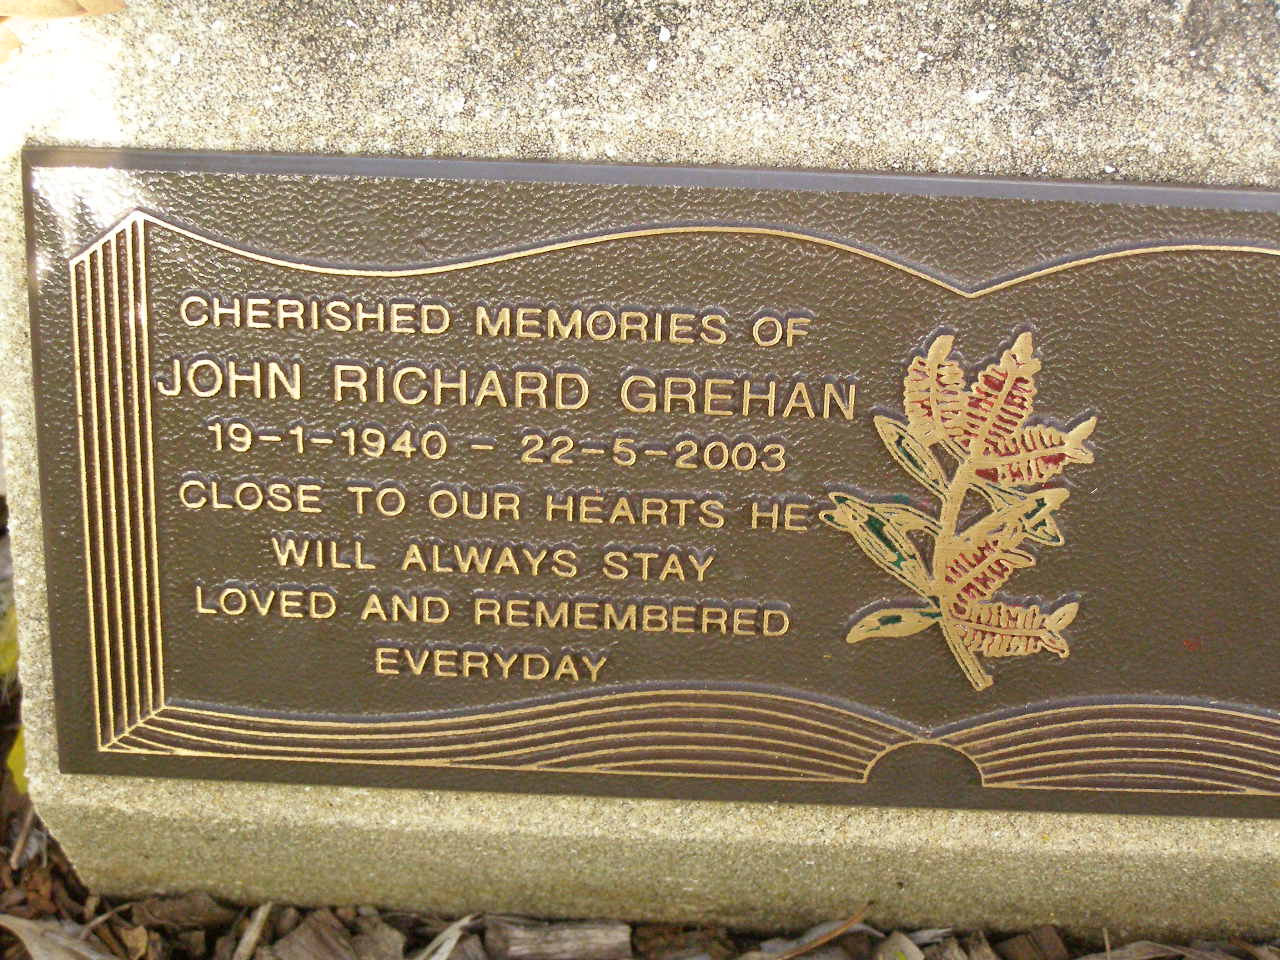 CHERISHED MEMORIES OF
JOHN RICHARD GREHAN
19-1-1940 - 22-5-2003
CLOSE TO OUR HEARTS HE
WILL ALWAYS STAY
LOVED AND REMEMBERED
EVERYDAY